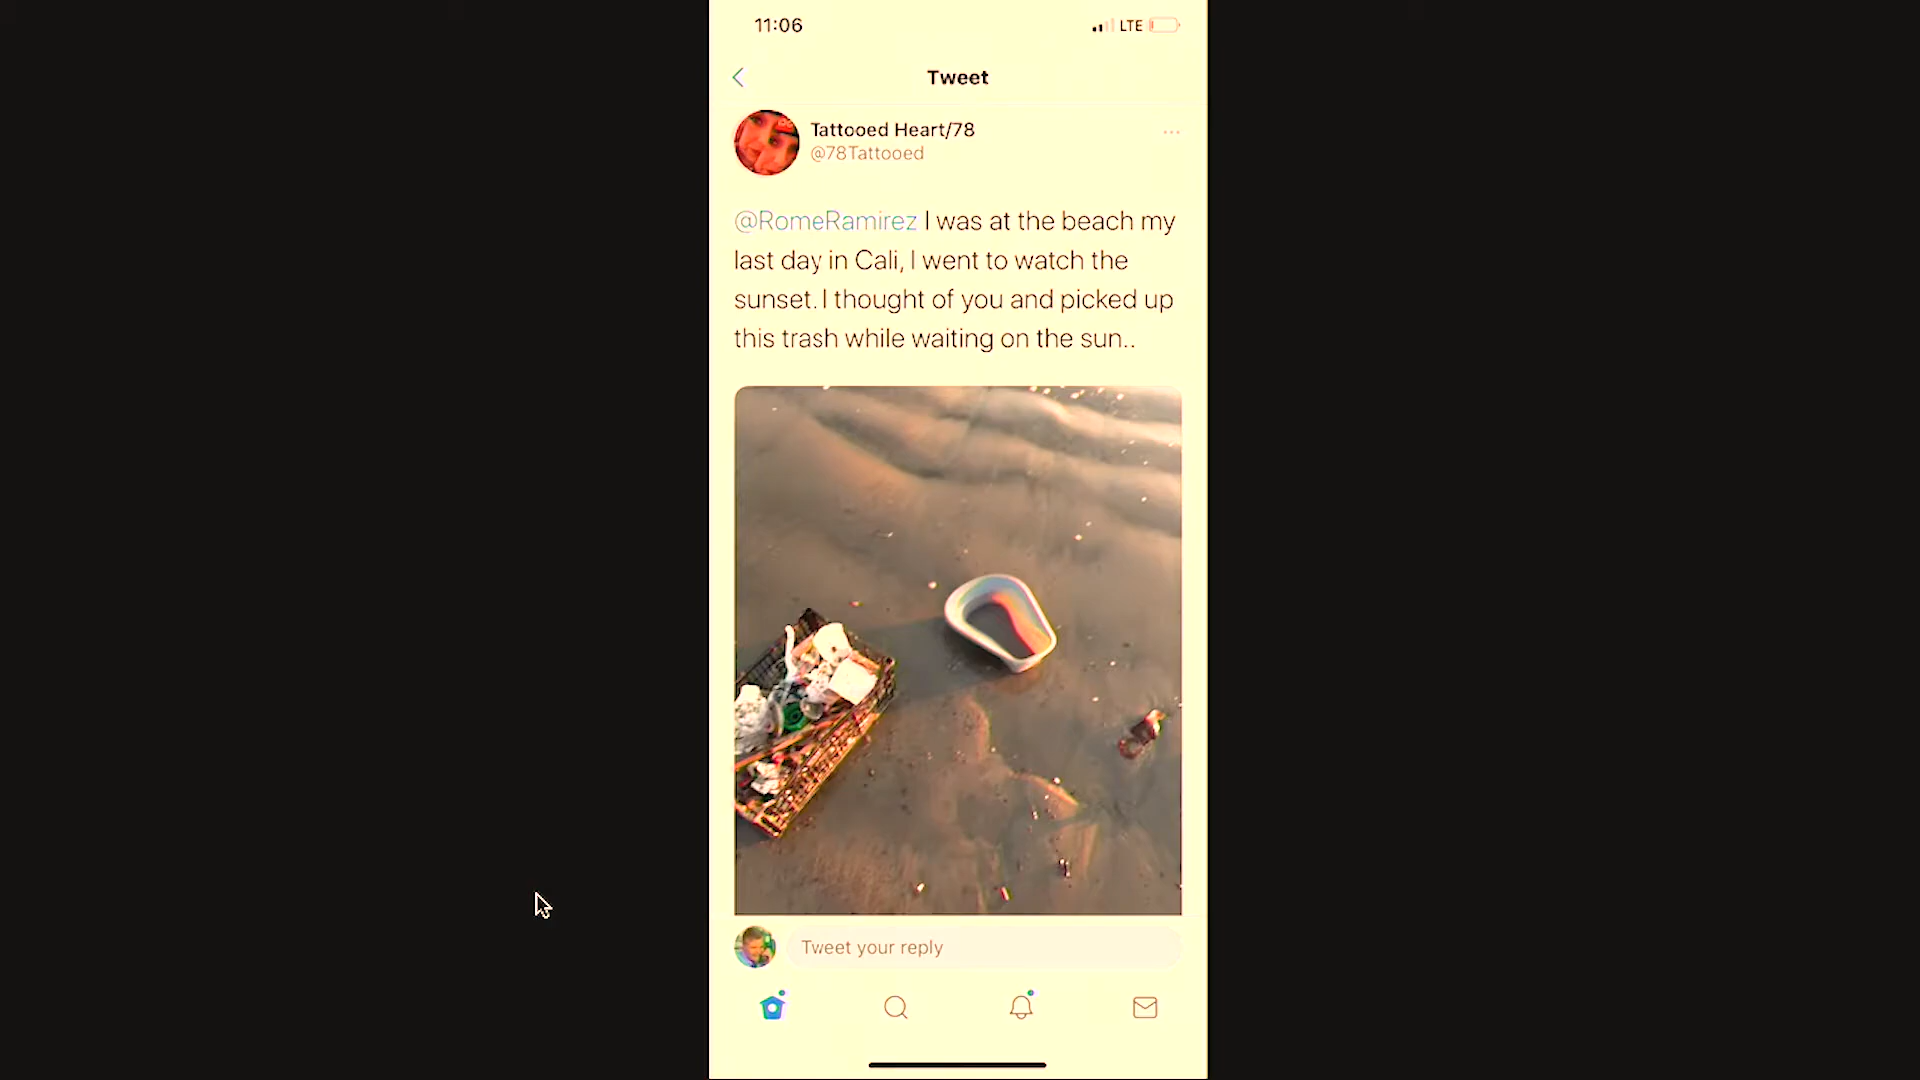 11:06
LTE
Tweet
Tattooed Heart/78
@78Tattooed
@RomeRamirez I was at the beach my
last day in Cali, I went to watch the
sunset. I thought of you and picked up
this trash while waiting on the sun..
Tweet your reply